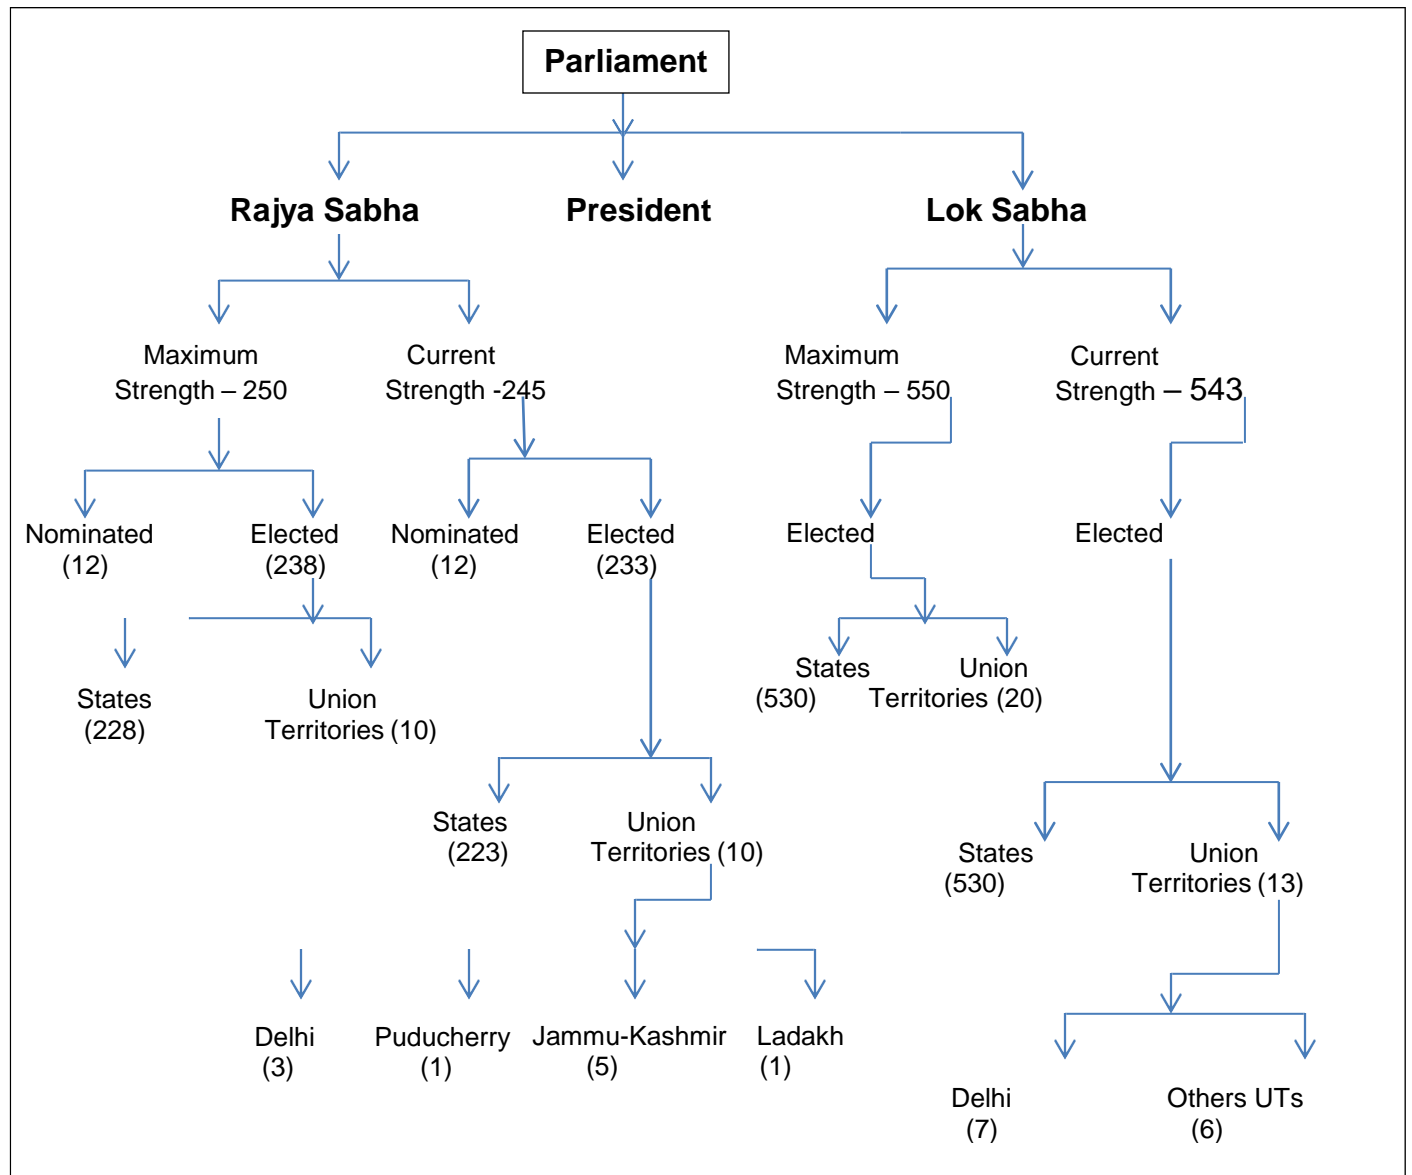 Parliament
Rajya Sabha President Lok Sabha
Maximum Current Maximum Current
Strength – 250 Strength -245 Strength – 550 Strength – 543
Nominated Elected Nominated Elected Elected Elected
(12) (238) (12) (233)
States Union
(530) Territories (20)
States Union
(228) Territories (10)
States Union
(223) Territories (10)
States Union
(530) Territories (13)
Delhi Puducherry Jammu-Kashmir Ladakh
(3) (1) (5) (1)
Delhi Others UTs
(7) (6)